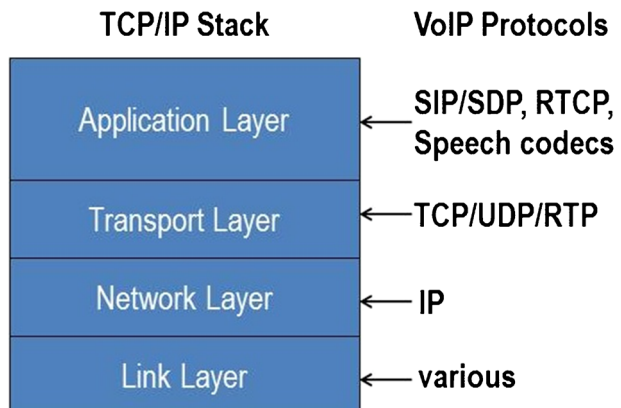 TCP/IP Stack
VoIP Protocols
Application Layer
SIP/SDP, RTCP,
Speech codecs
Transport Layer
TCP/UDP/RTP
Network Layer
IP
Link Layer
various